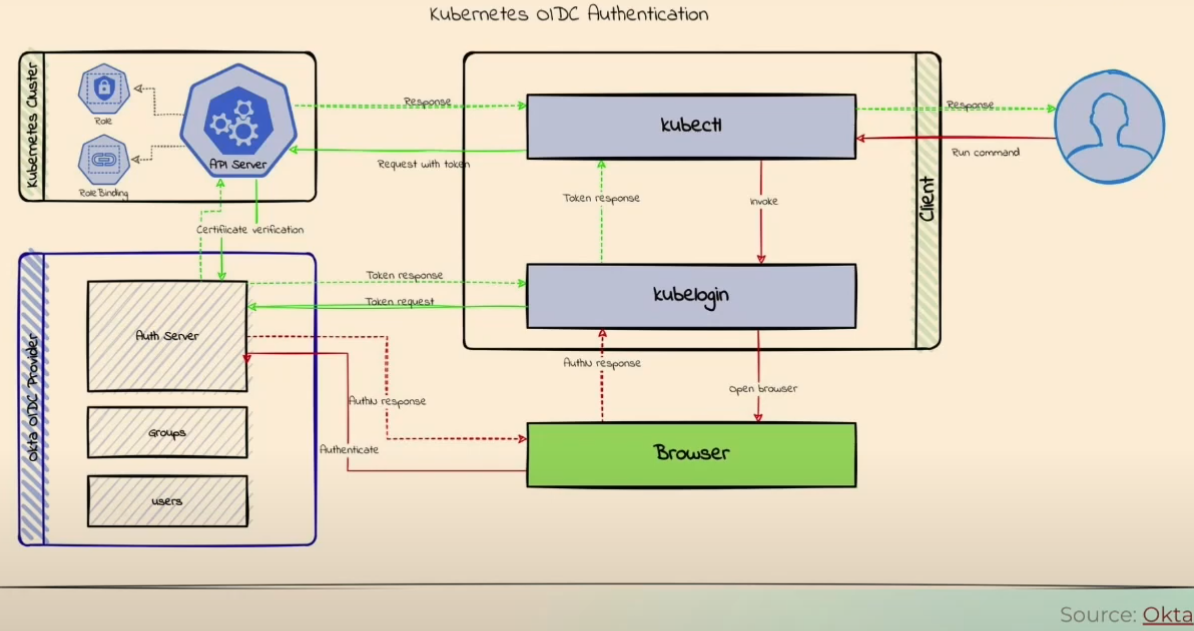 Kubernetes OIDC Authentication
Kubernetes Cluster
Role
Role Binding
API Server
Response
Request with token
kubectl
Response
Run command
Client
Token response
invoke
Certificate verification
Okta OIDC Provider
Auth Server
Token response
Token request
kubelogin
AuthN response
Open browser
AuthN response
Authenticate
Groups
Browser
users
Source: Okta